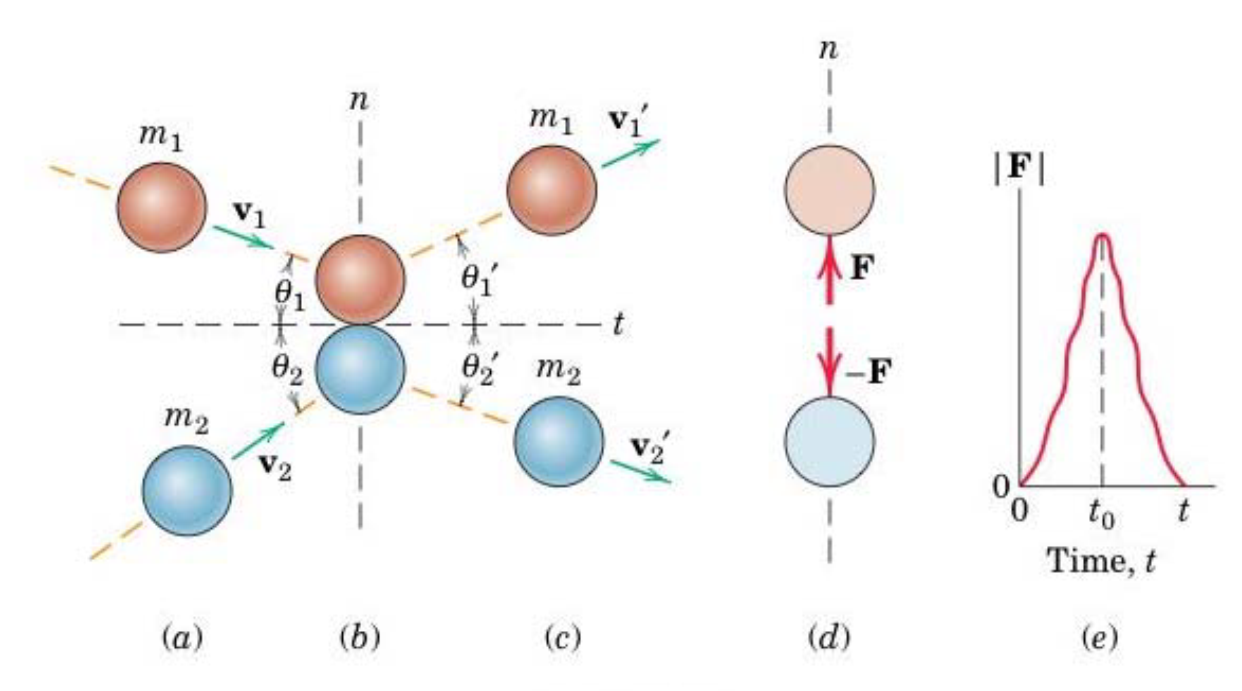 m₁
v₁
n
m₁
v₁′
θ₁
θ₁′
t
θ₂
θ₂′
m₂
m₂
v₂
v₂′
n
F
–F
|F|
0
0
t₀
t
Time, t
(a)
(b)
(c)
(d)
(e)